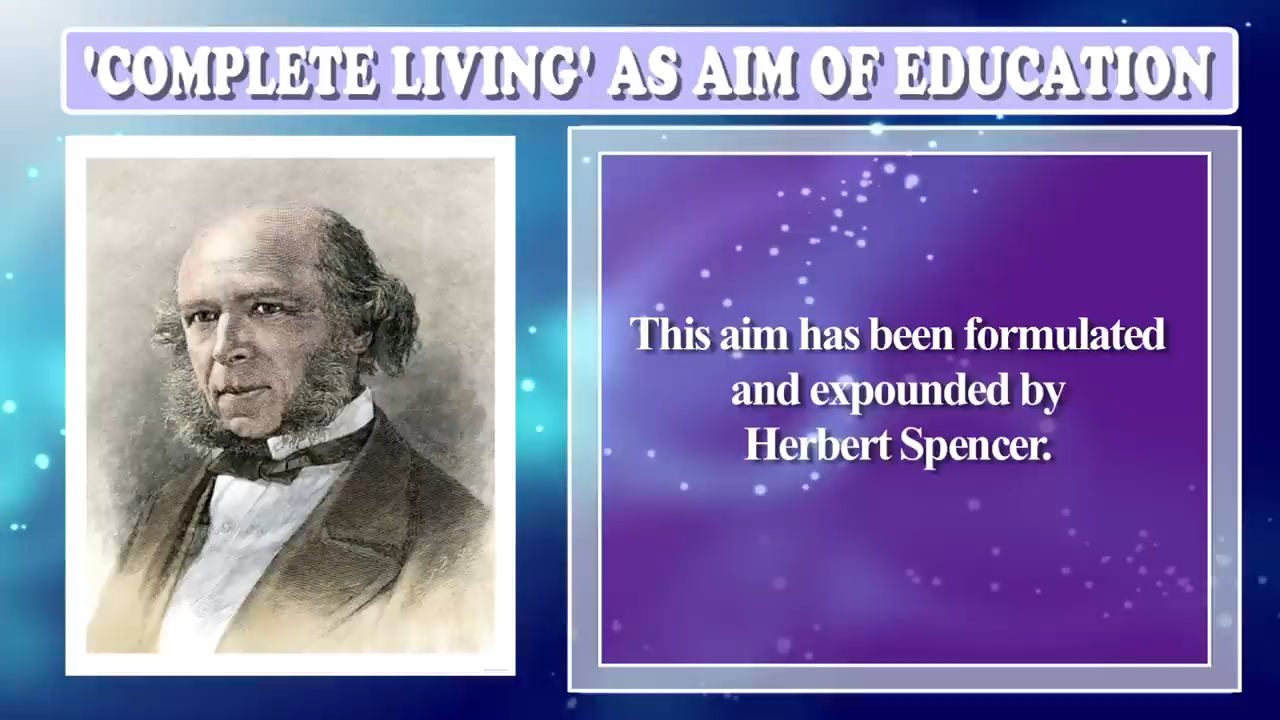 'COMPLETE LIVING' AS AIM OF EDUCATION
This aim has been formulated
and expounded by
Herbert Spencer.